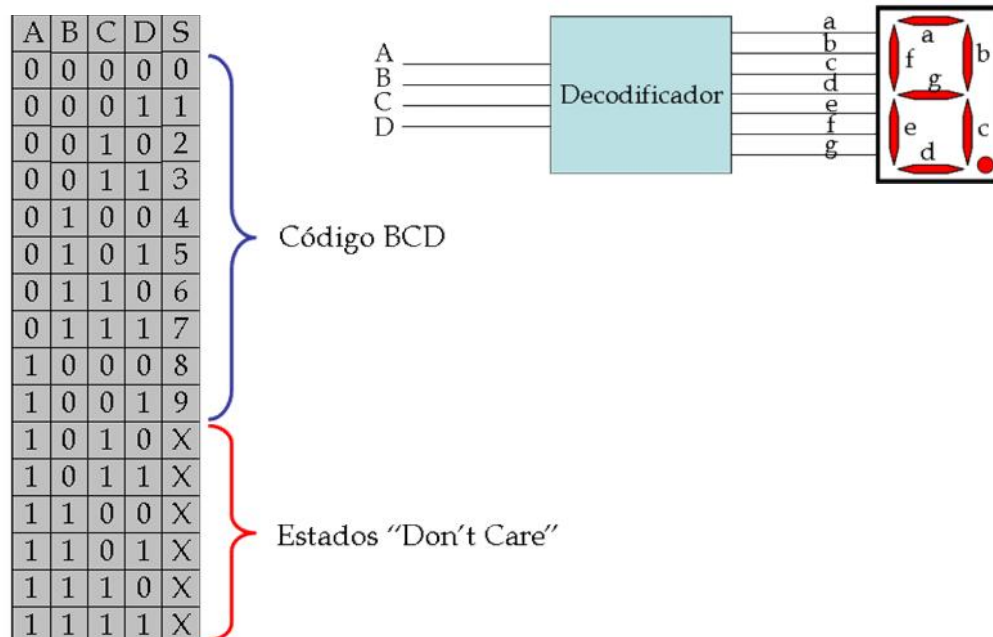 A B C D S
0 0 0 0 0
0 0 0 1 1
0 0 1 0 2
0 0 1 1 3
0 1 0 0 4
0 1 0 1 5
0 1 1 0 6
0 1 1 1 7
1 0 0 0 8
1 0 0 1 9
1 0 1 0 X
1 0 1 1 X
1 1 0 0 X
1 1 0 1 X
1 1 1 0 X
1 1 1 1 X
Código BCD
Estados “Don’t Care”
A
B
C
D
Decodificador
a
b
c
d
e
f
g
a
f
b
g
e
c
d